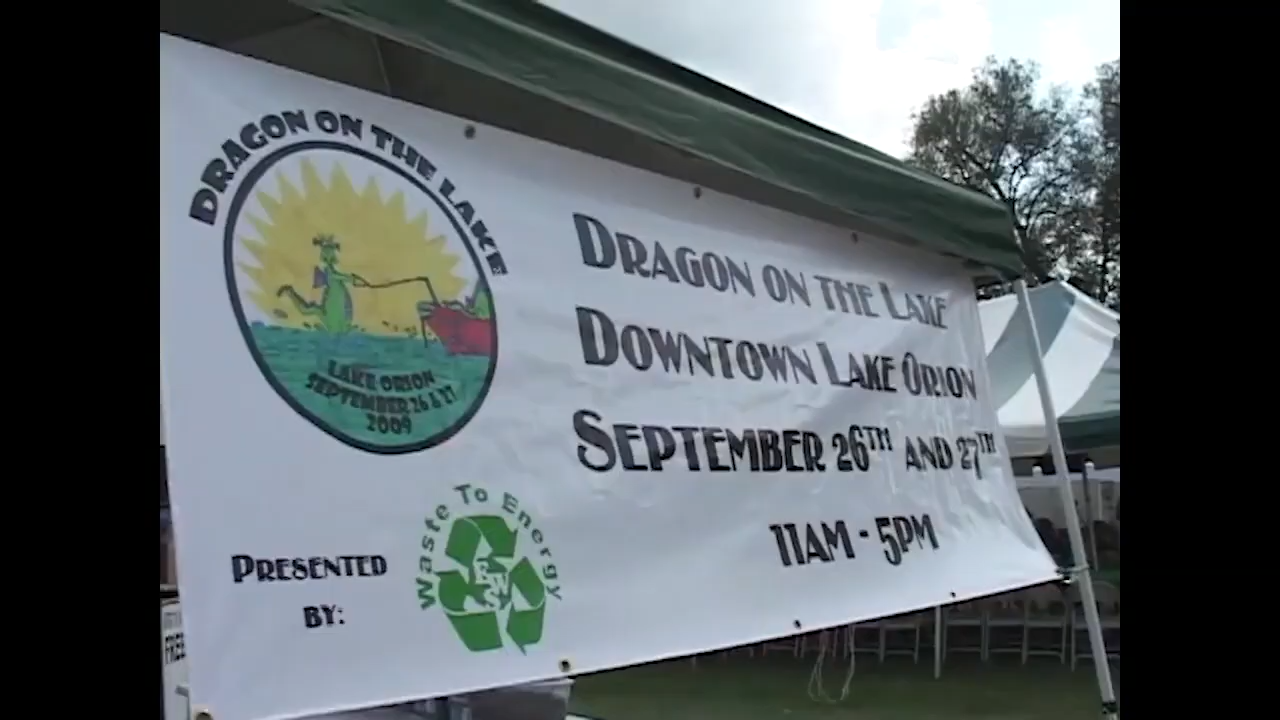 DRAGON ON THE LAKE
LAKE ORION
SEPTEMBER 26 & 27
2009
DRAGON ON THE LAKE
DOWNTOWN LAKE ORION
SEPTEMBER 26TH AND 27TH
11AM - 5PM
PRESENTED
BY:
Waste To Energy
FREE